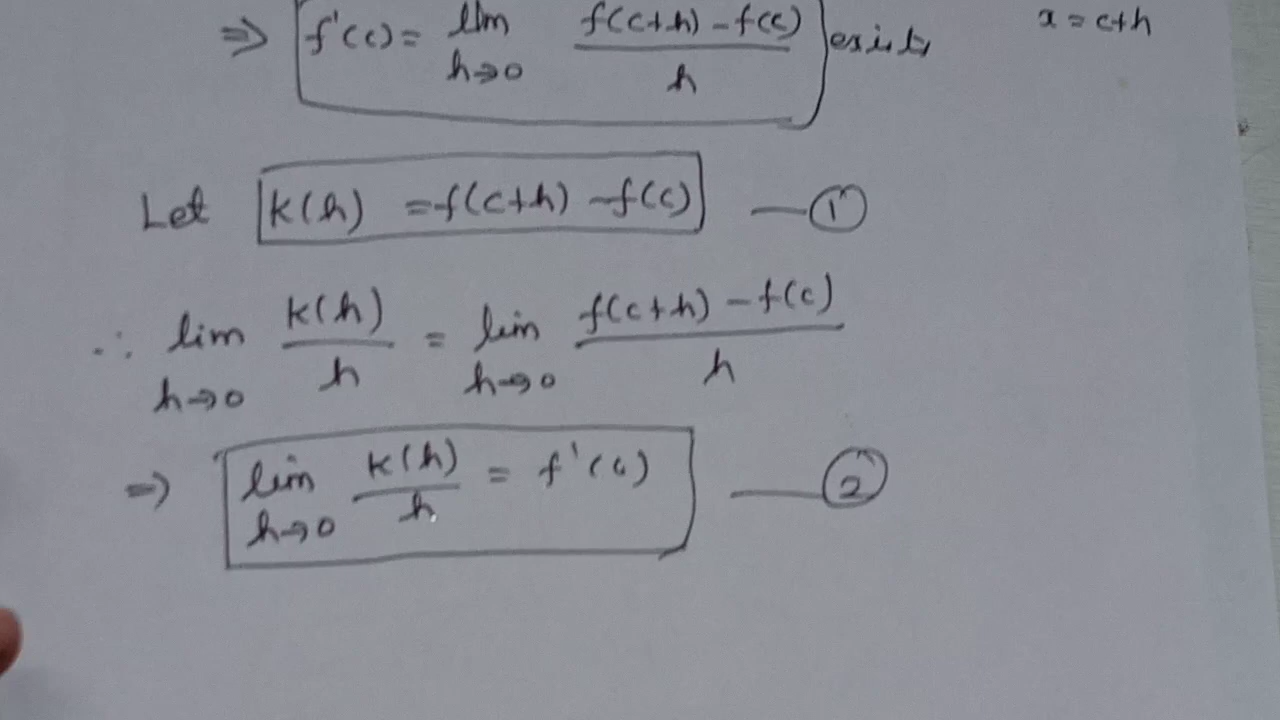 ⇒ f'(c) = lim h→0 f(c+h) - f(c) / h exists x = c+h
Let k(h) = f(c+h) - f(c) — ①
∴ lim h→0 k(h) / h = lim h→0 f(c+h) - f(c) / h
⇒ lim h→0 k(h) / h = f'(c) — ②